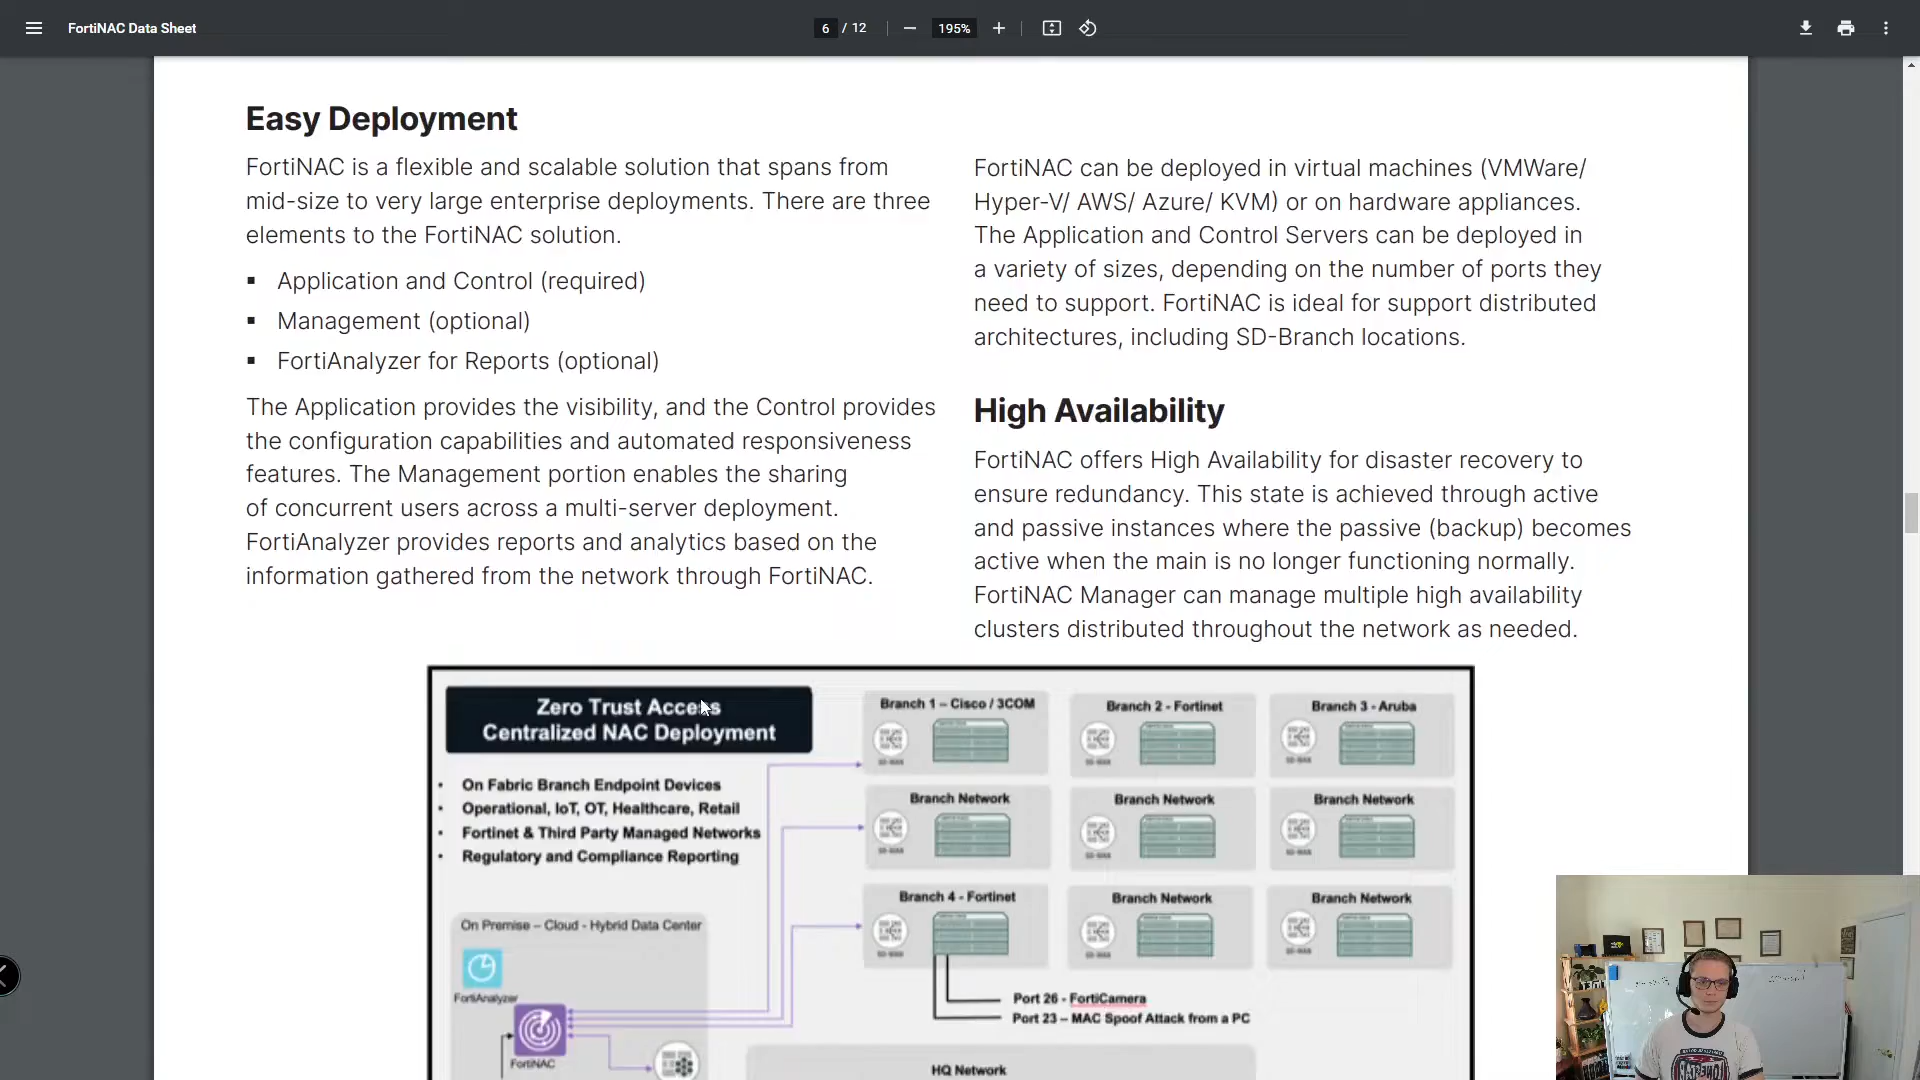 FortiNAC Data Sheet
6 / 12
195%
Easy Deployment
FortiNAC is a flexible and scalable solution that spans from
mid-size to very large enterprise deployments. There are three
elements to the FortiNAC solution.
▪ Application and Control (required)
▪ Management (optional)
▪ FortiAnalyzer for Reports (optional)
The Application provides the visibility, and the Control provides
the configuration capabilities and automated responsiveness
features. The Management portion enables the sharing
of concurrent users across a multi-server deployment.
FortiAnalyzer provides reports and analytics based on the
information gathered from the network through FortiNAC.
FortiNAC can be deployed in virtual machines (VMWare/
Hyper-V/ AWS/ Azure/ KVM) or on hardware appliances.
The Application and Control Servers can be deployed in
a variety of sizes, depending on the number of ports they
need to support. FortiNAC is ideal for support distributed
architectures, including SD-Branch locations.
High Availability
FortiNAC offers High Availability for disaster recovery to
ensure redundancy. This state is achieved through active
and passive instances where the passive (backup) becomes
active when the main is no longer functioning normally.
FortiNAC Manager can manage multiple high availability
clusters distributed throughout the network as needed.
Zero Trust Access
Centralized NAC Deployment
• On Fabric Branch Endpoint Devices
• Operational, IoT, OT, Healthcare, Retail
• Fortinet & Third Party Managed Networks
• Regulatory and Compliance Reporting
On Premise – Cloud - Hybrid Data Center
FortiAnalyzer
FortiNAC
Branch 1 – Cisco / 3COM
Branch 2 - Fortinet
Branch 3 - Aruba
Branch Network
Branch Network
Branch Network
Branch 4 - Fortinet
Branch Network
Branch Network
Port 26 - FortiCamera
Port 23 – MAC Spoof Attack from a PC
HQ Network